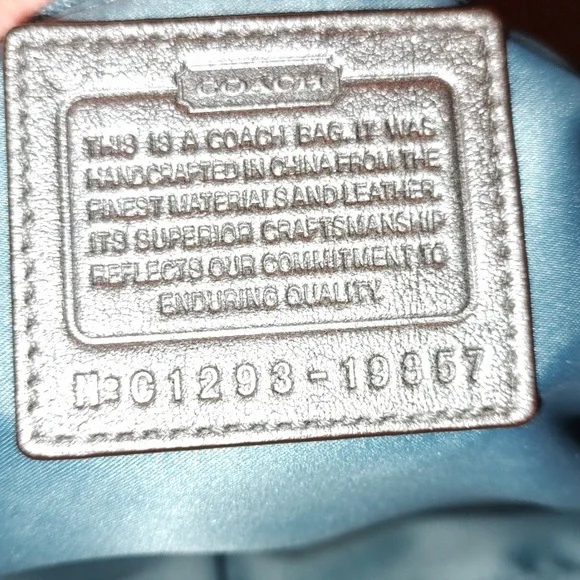 COACH
THIS IS A COACH BAG. IT WAS
HANDCRAFTED IN CHINA FROM THE
FINEST MATERIALS AND LEATHER.
ITS SUPERIOR CRAFTSMANSHIP
REFLECTS OUR COMMITMENT TO
ENDURING QUALITY.
No C1293-19957